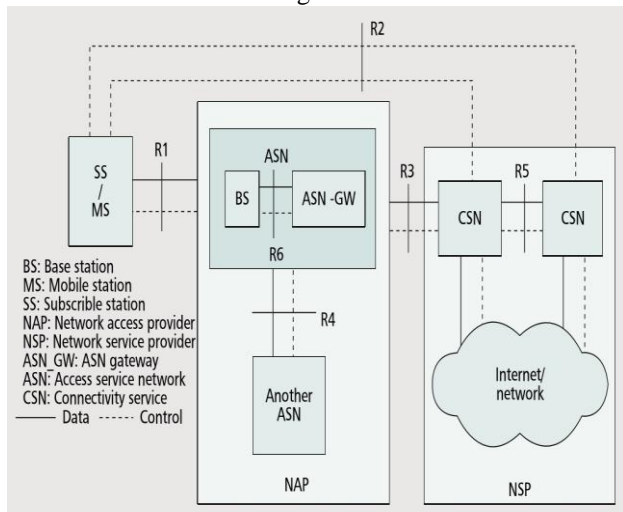 R2
R1
SS
/
MS
ASN
BS
ASN -GW
R6
R3
R5
CSN
CSN
R4
Another
ASN
Internet/
network
NAP
NSP
BS: Base station
MS: Mobile station
SS: Subscrible station
NAP: Network access provider
NSP: Network service provider
ASN_GW: ASN gateway
ASN: Access service network
CSN: Connectivity service
Data Control